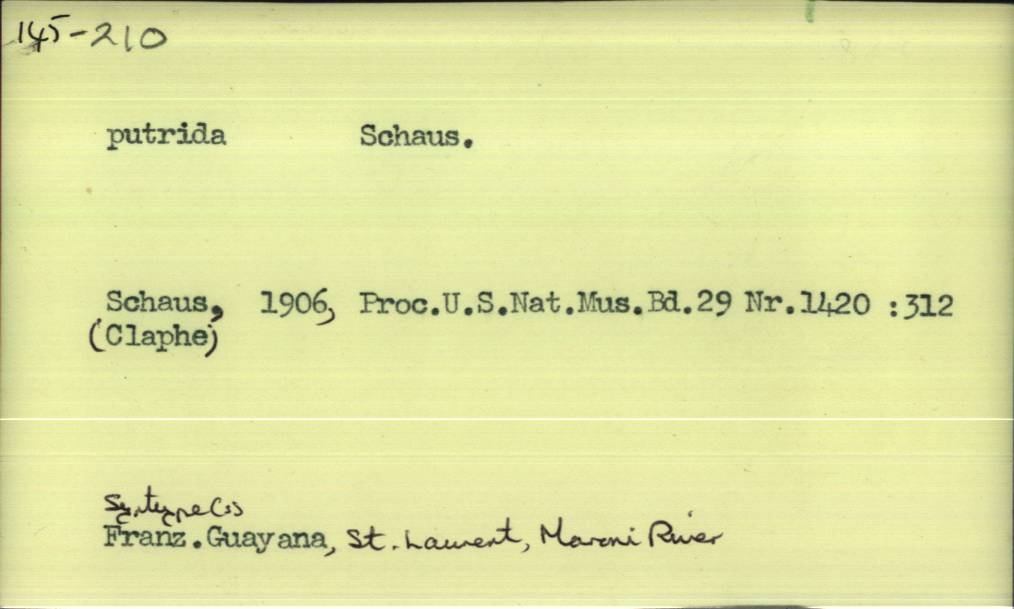 145-210
putrida Schaus.
Schaus, 1906, Proc.U.S.Nat.Mus.Bd.29 Nr.1420 :312
(Claphe)
Syntype(s)
Franz.Guayana, St. Laurent, Maroni River